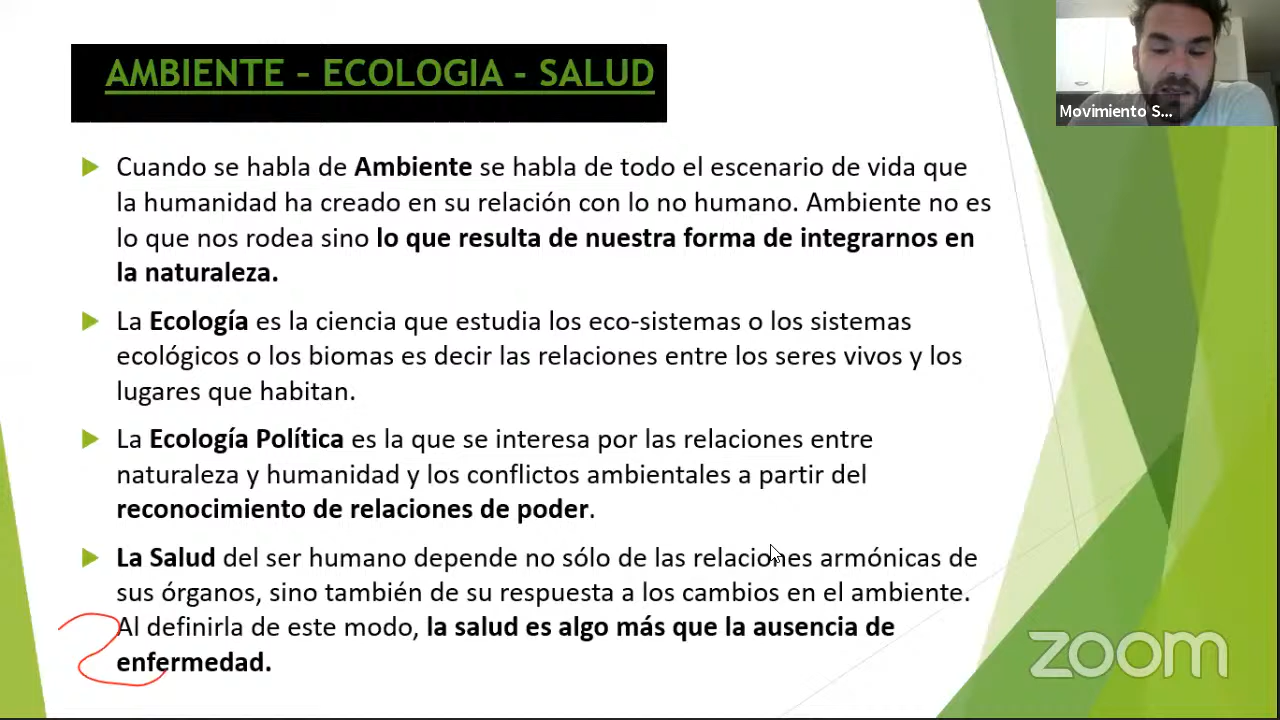 AMBIENTE - ECOLOGIA - SALUD
Movimiento S...
Cuando se habla de Ambiente se habla de todo el escenario de vida que
la humanidad ha creado en su relación con lo no humano. Ambiente no es
lo que nos rodea sino lo que resulta de nuestra forma de integrarnos en
la naturaleza.
La Ecología es la ciencia que estudia los eco-sistemas o los sistemas
ecológicos o los biomas es decir las relaciones entre los seres vivos y los
lugares que habitan.
La Ecología Política es la que se interesa por las relaciones entre
naturaleza y humanidad y los conflictos ambientales a partir del
reconocimiento de relaciones de poder.
La Salud del ser humano depende no sólo de las relaciones armónicas de
sus órganos, sino también de su respuesta a los cambios en el ambiente.
Al definirla de este modo, la salud es algo más que la ausencia de
enfermedad.
zoom